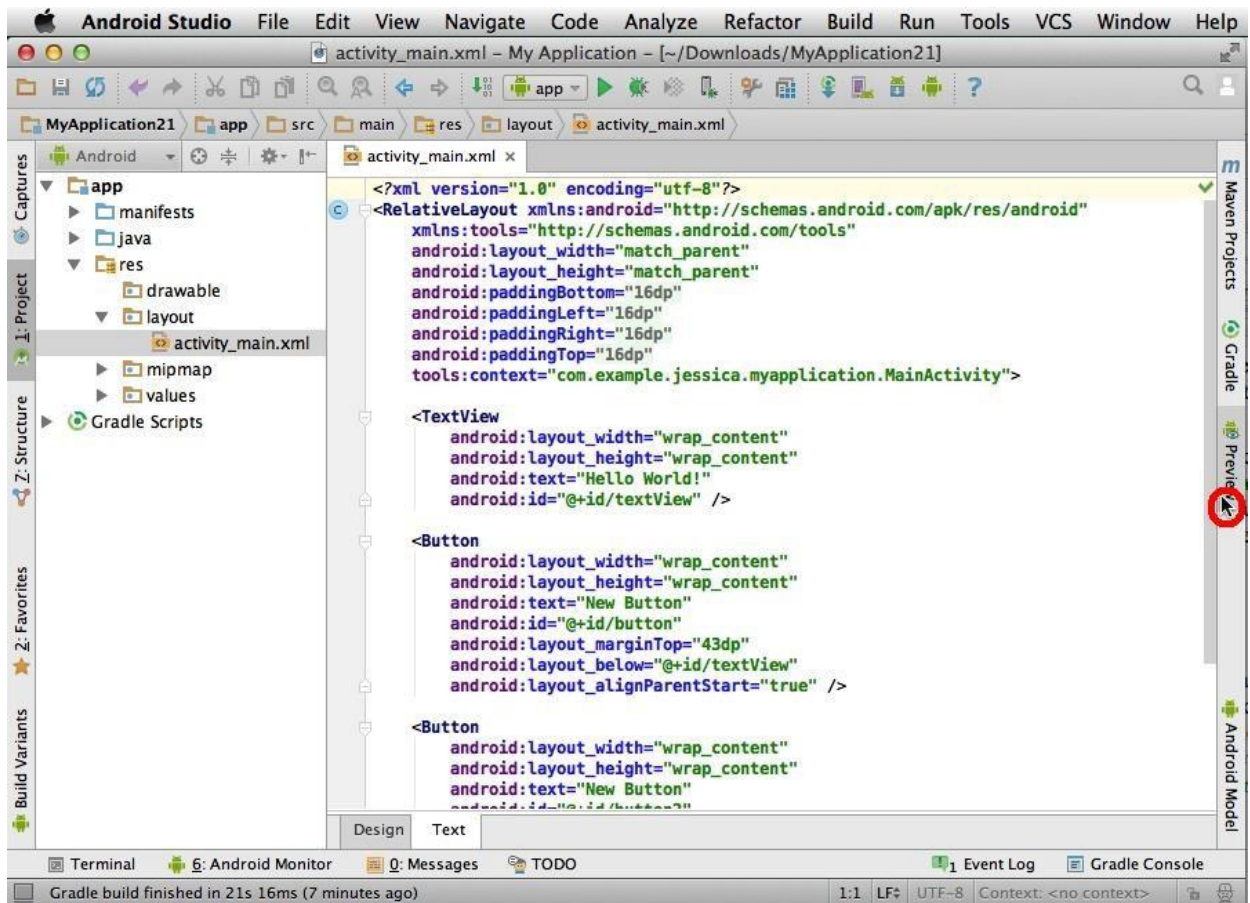 Android Studio File Edit View Navigate Code Analyze Refactor Build Run Tools VCS Window Help
activity_main.xml – My Application – [~/Downloads/MyApplication21]
app
MyApplication21 app src main res layout activity_main.xml
Android
activity_main.xml
Captures
1: Project
Z: Structure
2: Favorites
Build Variants
app
manifests
java
res
drawable
layout
activity_main.xml
mipmap
values
Gradle Scripts
<?xml version="1.0" encoding="utf-8"?>
<RelativeLayout xmlns:android="http://schemas.android.com/apk/res/android"
xmlns:tools="http://schemas.android.com/tools"
android:layout_width="match_parent"
android:layout_height="match_parent"
android:paddingBottom="16dp"
android:paddingLeft="16dp"
android:paddingRight="16dp"
android:paddingTop="16dp"
tools:context="com.example.jessica.myapplication.MainActivity">
<TextView
android:layout_width="wrap_content"
android:layout_height="wrap_content"
android:text="Hello World!"
android:id="@+id/textView" />
<Button
android:layout_width="wrap_content"
android:layout_height="wrap_content"
android:text="New Button"
android:id="@+id/button"
android:layout_marginTop="43dp"
android:layout_below="@+id/textView"
android:layout_alignParentStart="true" />
<Button
android:layout_width="wrap_content"
android:layout_height="wrap_content"
android:text="New Button"
android:id="@+id/button2"
m Maven Projects
Gradle
Preview
Android Model
Design Text
Terminal 6: Android Monitor 0: Messages TODO 1 Event Log Gradle Console
Gradle build finished in 21s 16ms (7 minutes ago) 1:1 LF UTF-8 Context: <no context>